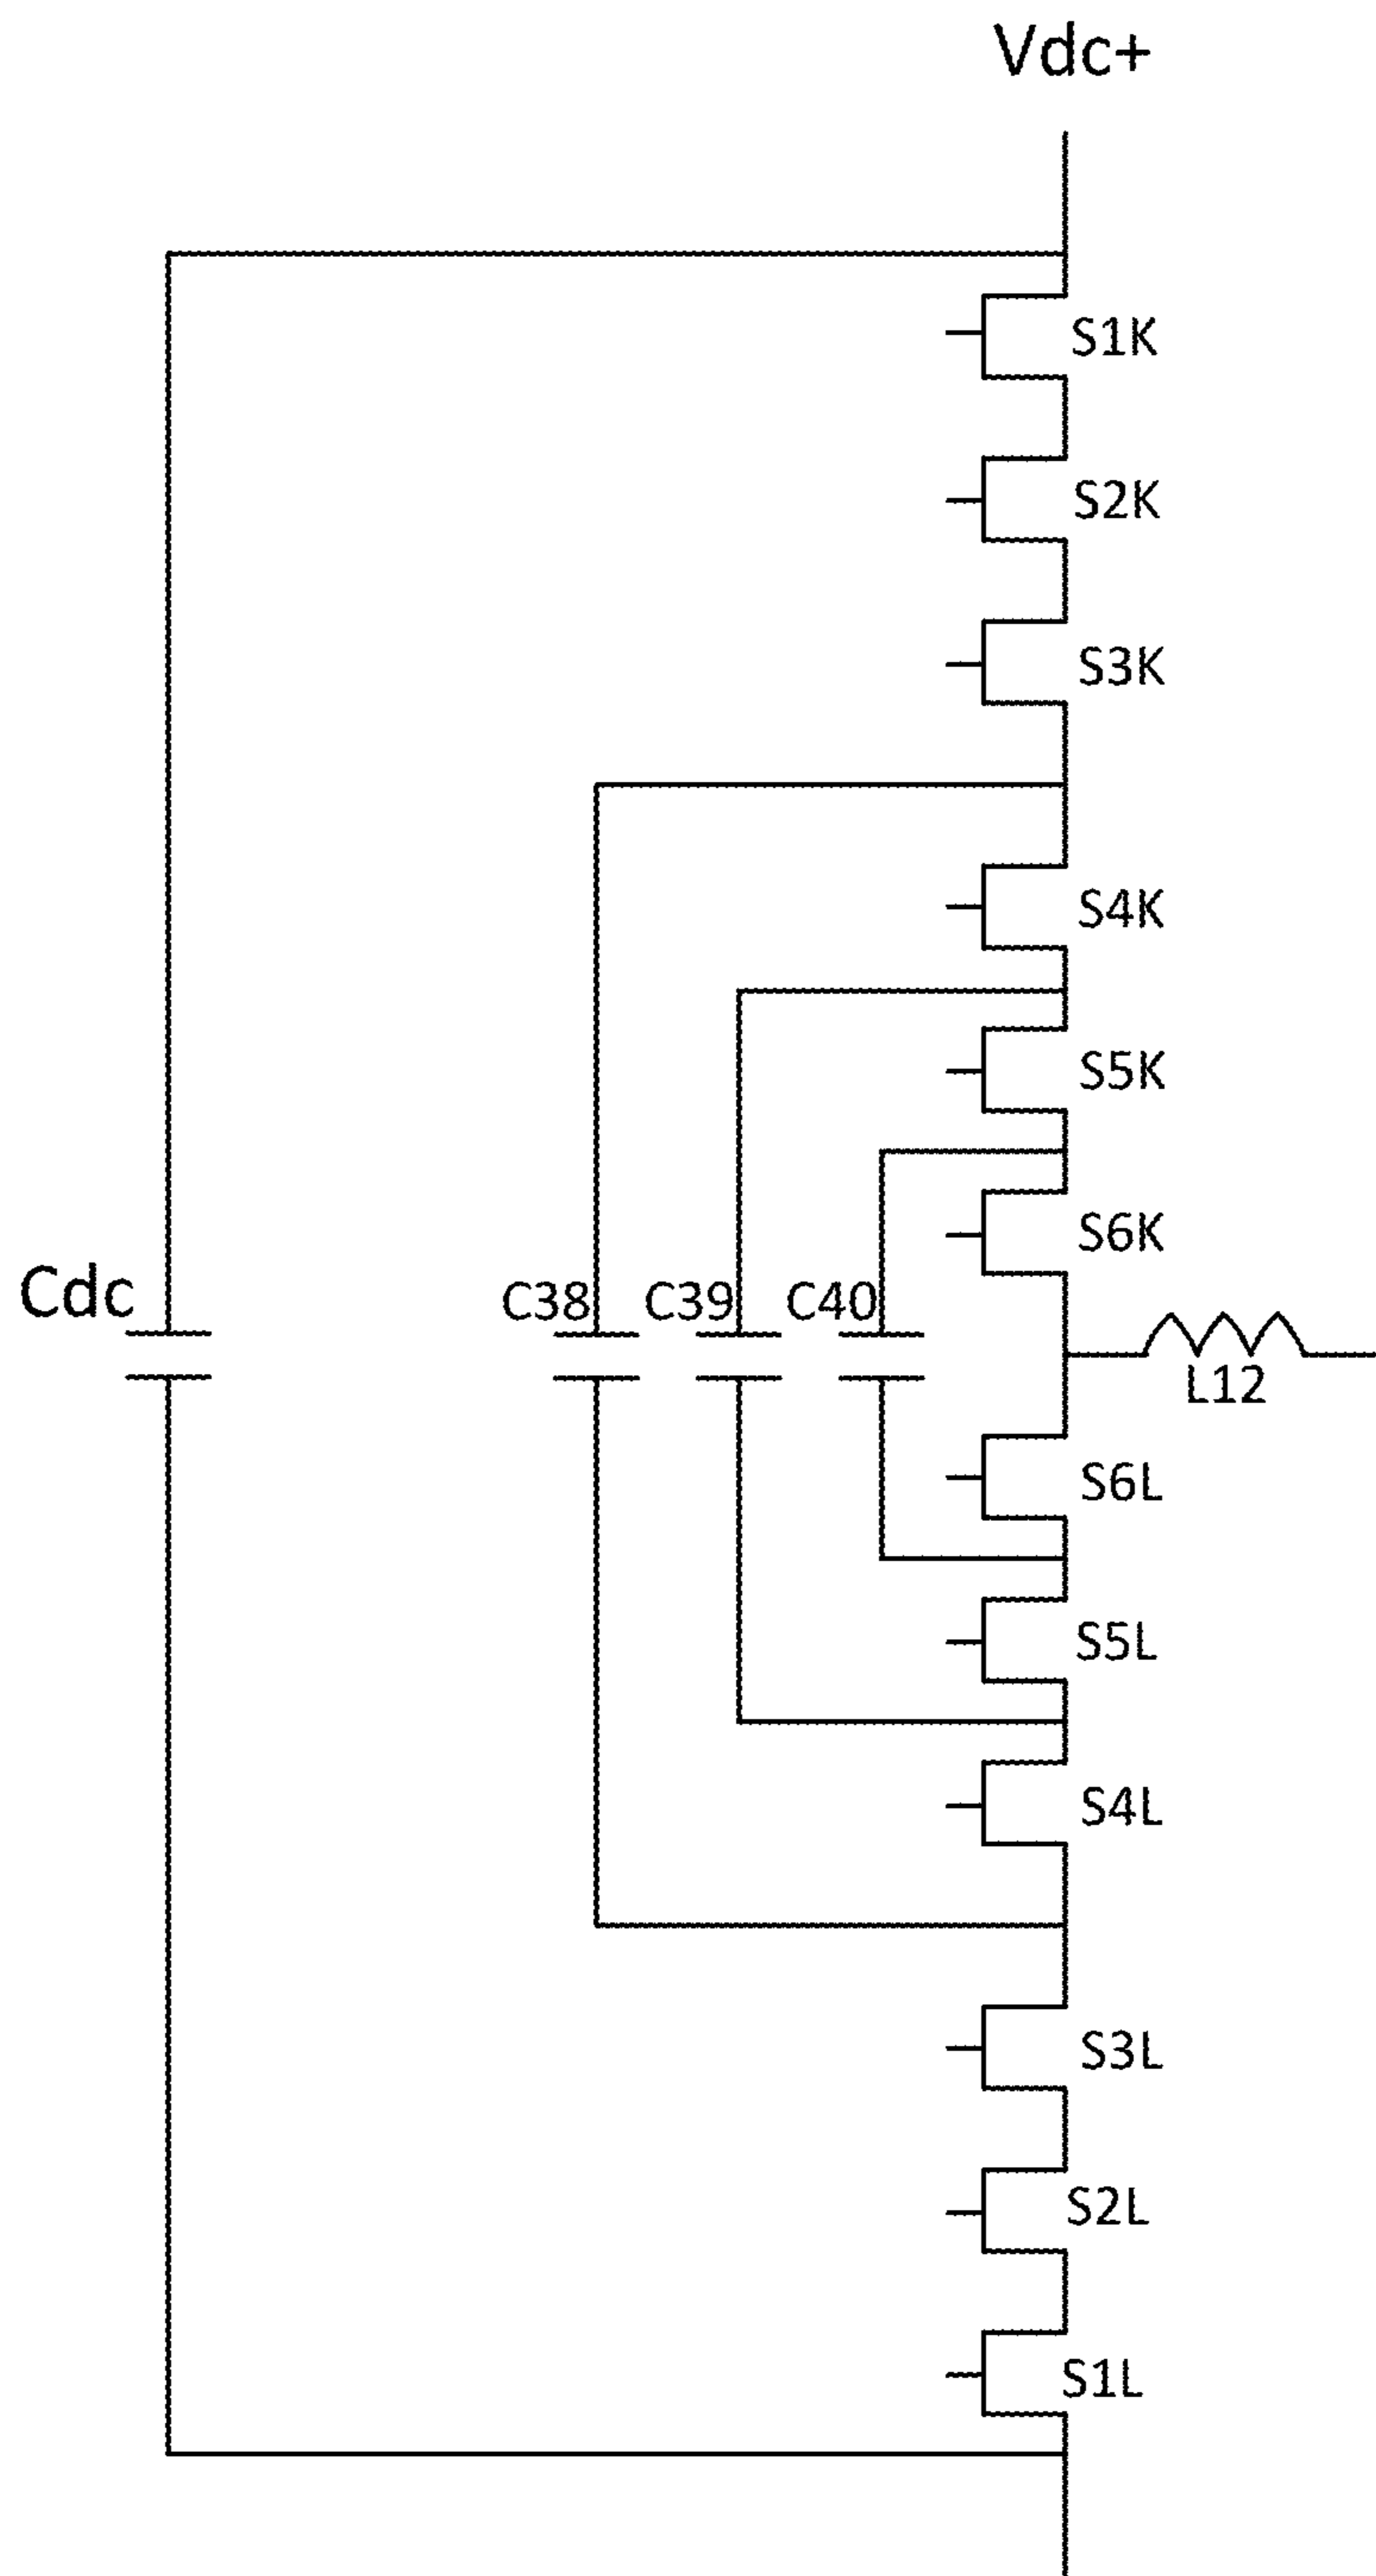 Vdc+
S1K
S2K
S3K
S4K
S5K
S6K
Cdc
C38 C39 C40
L12
S6L
S5L
S4L
S3L
S2L
S1L